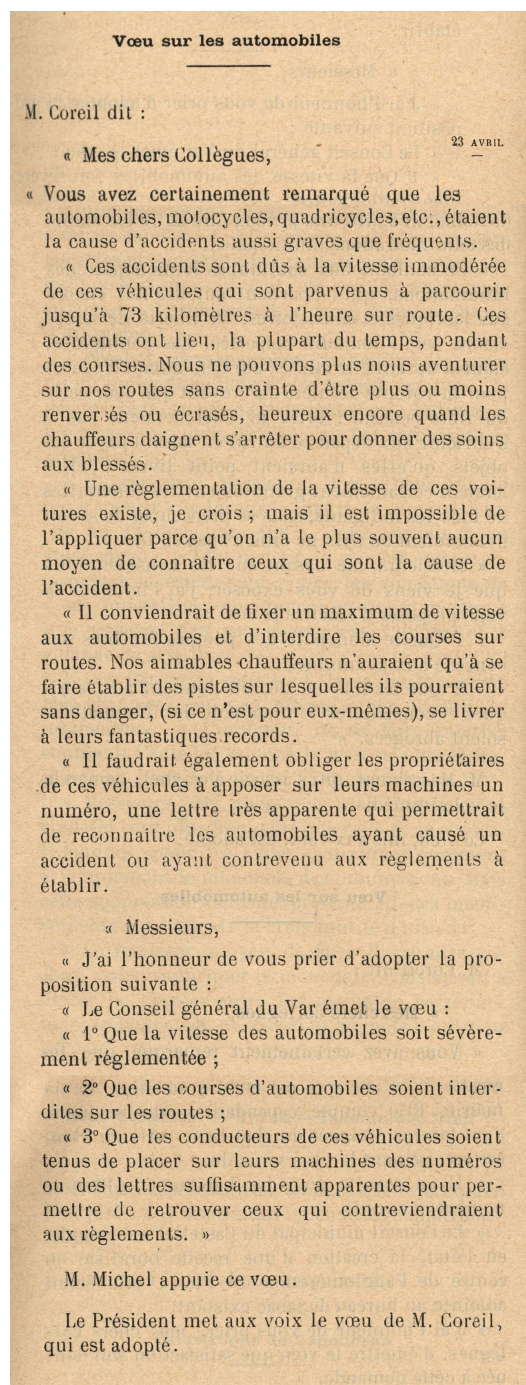 Vœu sur les automobiles
M. Coreil dit :
23 AVRIL
« Mes chers Collègues,
« Vous avez certainement remarqué que les
automobiles, motocycles, quadricycles, etc., étaient
la cause d'accidents aussi graves que fréquents.
« Ces accidents sont dûs à la vitesse immodérée
de ces véhicules qui sont parvenus à parcourir
jusqu'à 73 kilomètres à l'heure sur route. Ces
accidents ont lieu, la plupart du temps, pendant
des courses. Nous ne pouvons plus nous aventurer
sur nos routes sans crainte d'être plus ou moins
renversés ou écrasés, heureux encore quand les
chauffeurs daignent s'arrêter pour donner des soins
aux blessés.
« Une règlementation de la vitesse de ces voi-
tures existe, je crois ; mais il est impossible de
l'appliquer parce qu'on n'a le plus souvent aucun
moyen de connaître ceux qui sont la cause de
l'accident.
« Il conviendrait de fixer un maximum de vitesse
aux automobiles et d'interdire les courses sur
routes. Nos aimables chauffeurs n'auraient qu'à se
faire établir des pistes sur lesquelles ils pourraient
sans danger, (si ce n'est pour eux-mêmes), se livrer
à leurs fantastiques records.
« Il faudrait également obliger les propriétaires
de ces véhicules à apposer sur leurs machines un
numéro, une lettre très apparente qui permettrait
de reconnaître les automobiles ayant causé un
accident ou ayant contrevenu aux règlements à
établir.
« Messieurs,
« J'ai l'honneur de vous prier d'adopter la pro-
position suivante :
« Le Conseil général du Var émet le vœu :
« 1° Que la vitesse des automobiles soit sévère-
ment réglementée ;
« 2° Que les courses d'automobiles soient inter-
dites sur les routes ;
« 3° Que les conducteurs de ces véhicules soient
tenus de placer sur leurs machines des numéros
ou des lettres suffisamment apparentes pour per-
mettre de retrouver ceux qui contreviendraient
aux règlements. »
M. Michel appuie ce vœu.
Le Président met aux voix le vœu de M. Coreil,
qui est adopté.